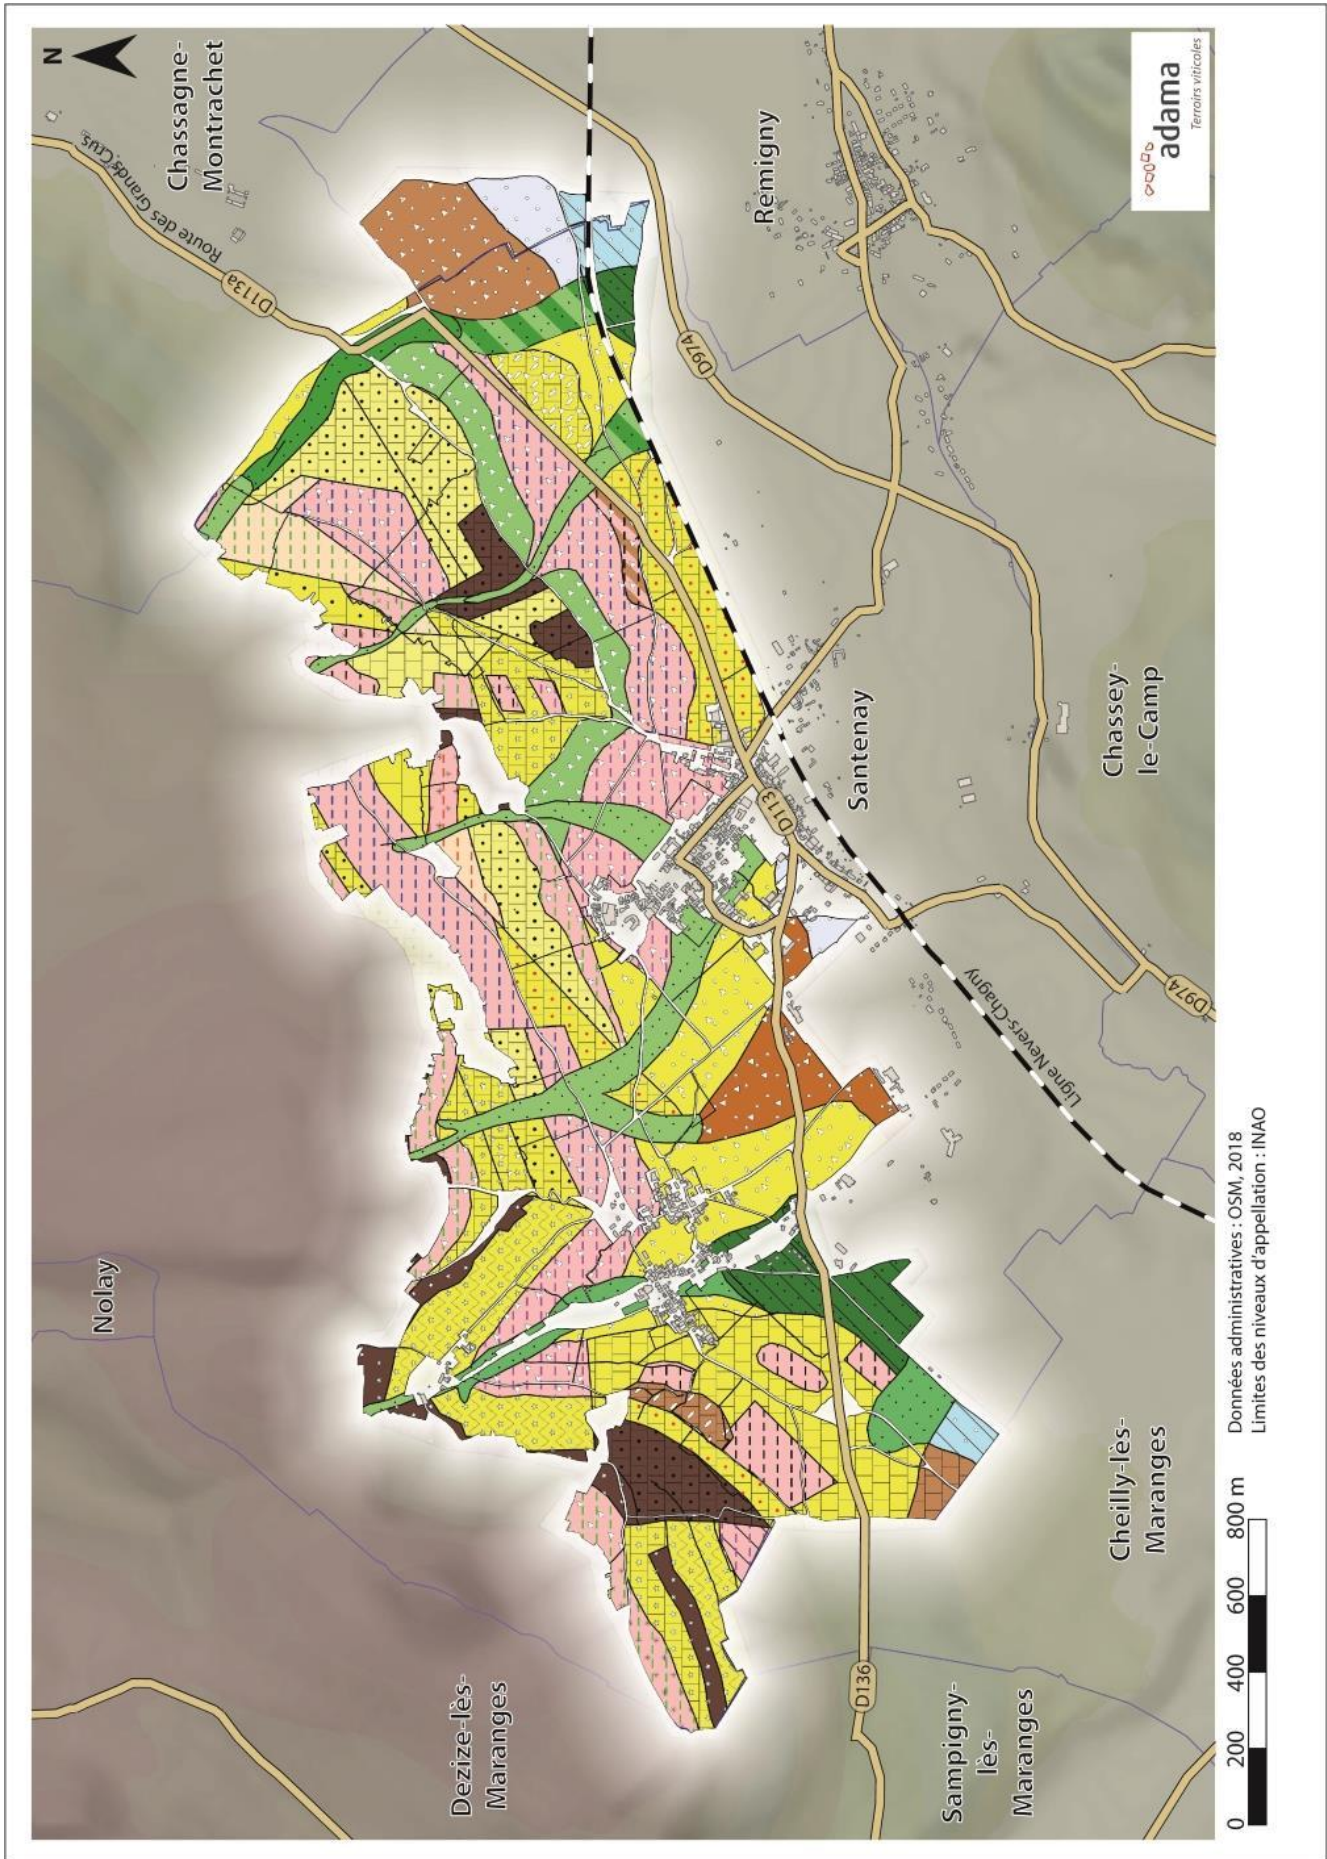 N
Chassagne-
Montrachet
Route des Grands Crus
D113a
Remigny
adama
Terroirs viticoles
D974
Nolay
D113
Santenay
Chassey-
le-Camp
Ligne Nevers-Chagny
D974
Dezize-lès-
Maranges
D136
Sampigny-
lès-
Maranges
Cheilly-lès-
Maranges
0 200 400 600 800 m
Données administratives : OSM, 2018
Limites des niveaux d'appellation : INAO